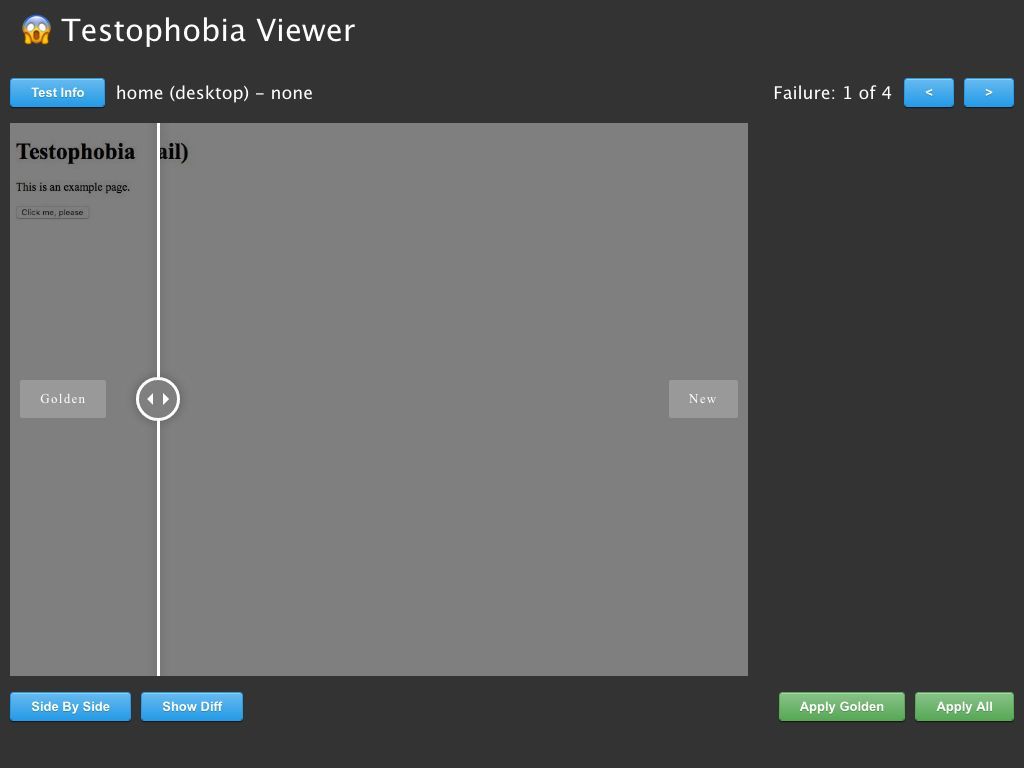 😱 Testophobia Viewer
Test Info home (desktop) – none Failure: 1 of 4 < >
Testophobia ail)
This is an example page.
Click me, please
Golden New
Side By Side Show Diff Apply Golden Apply All